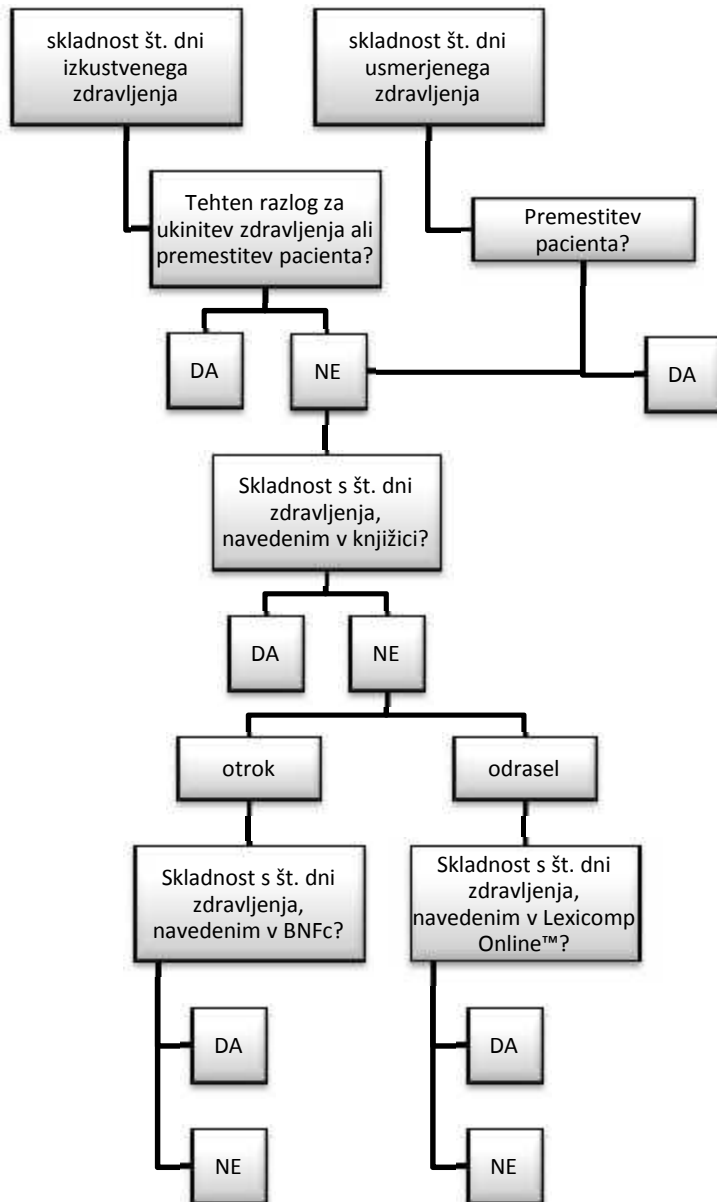 skladnost št. dni
izkustvenega
zdravljenja
skladnost št. dni
usmerjenega
zdravljenja
Tehten razlog za
ukinitev zdravljenja ali
premestitev pacienta?
Premestitev
pacienta?
DA
NE
DA
Skladnost s št. dni
zdravljenja,
navedenim v knjižici?
DA
NE
otrok
odrasel
Skladnost s št. dni
zdravljenja,
navedenim v BNFc?
Skladnost s št. dni
zdravljenja,
navedenim v Lexicomp
Online™?
DA
DA
NE
NE